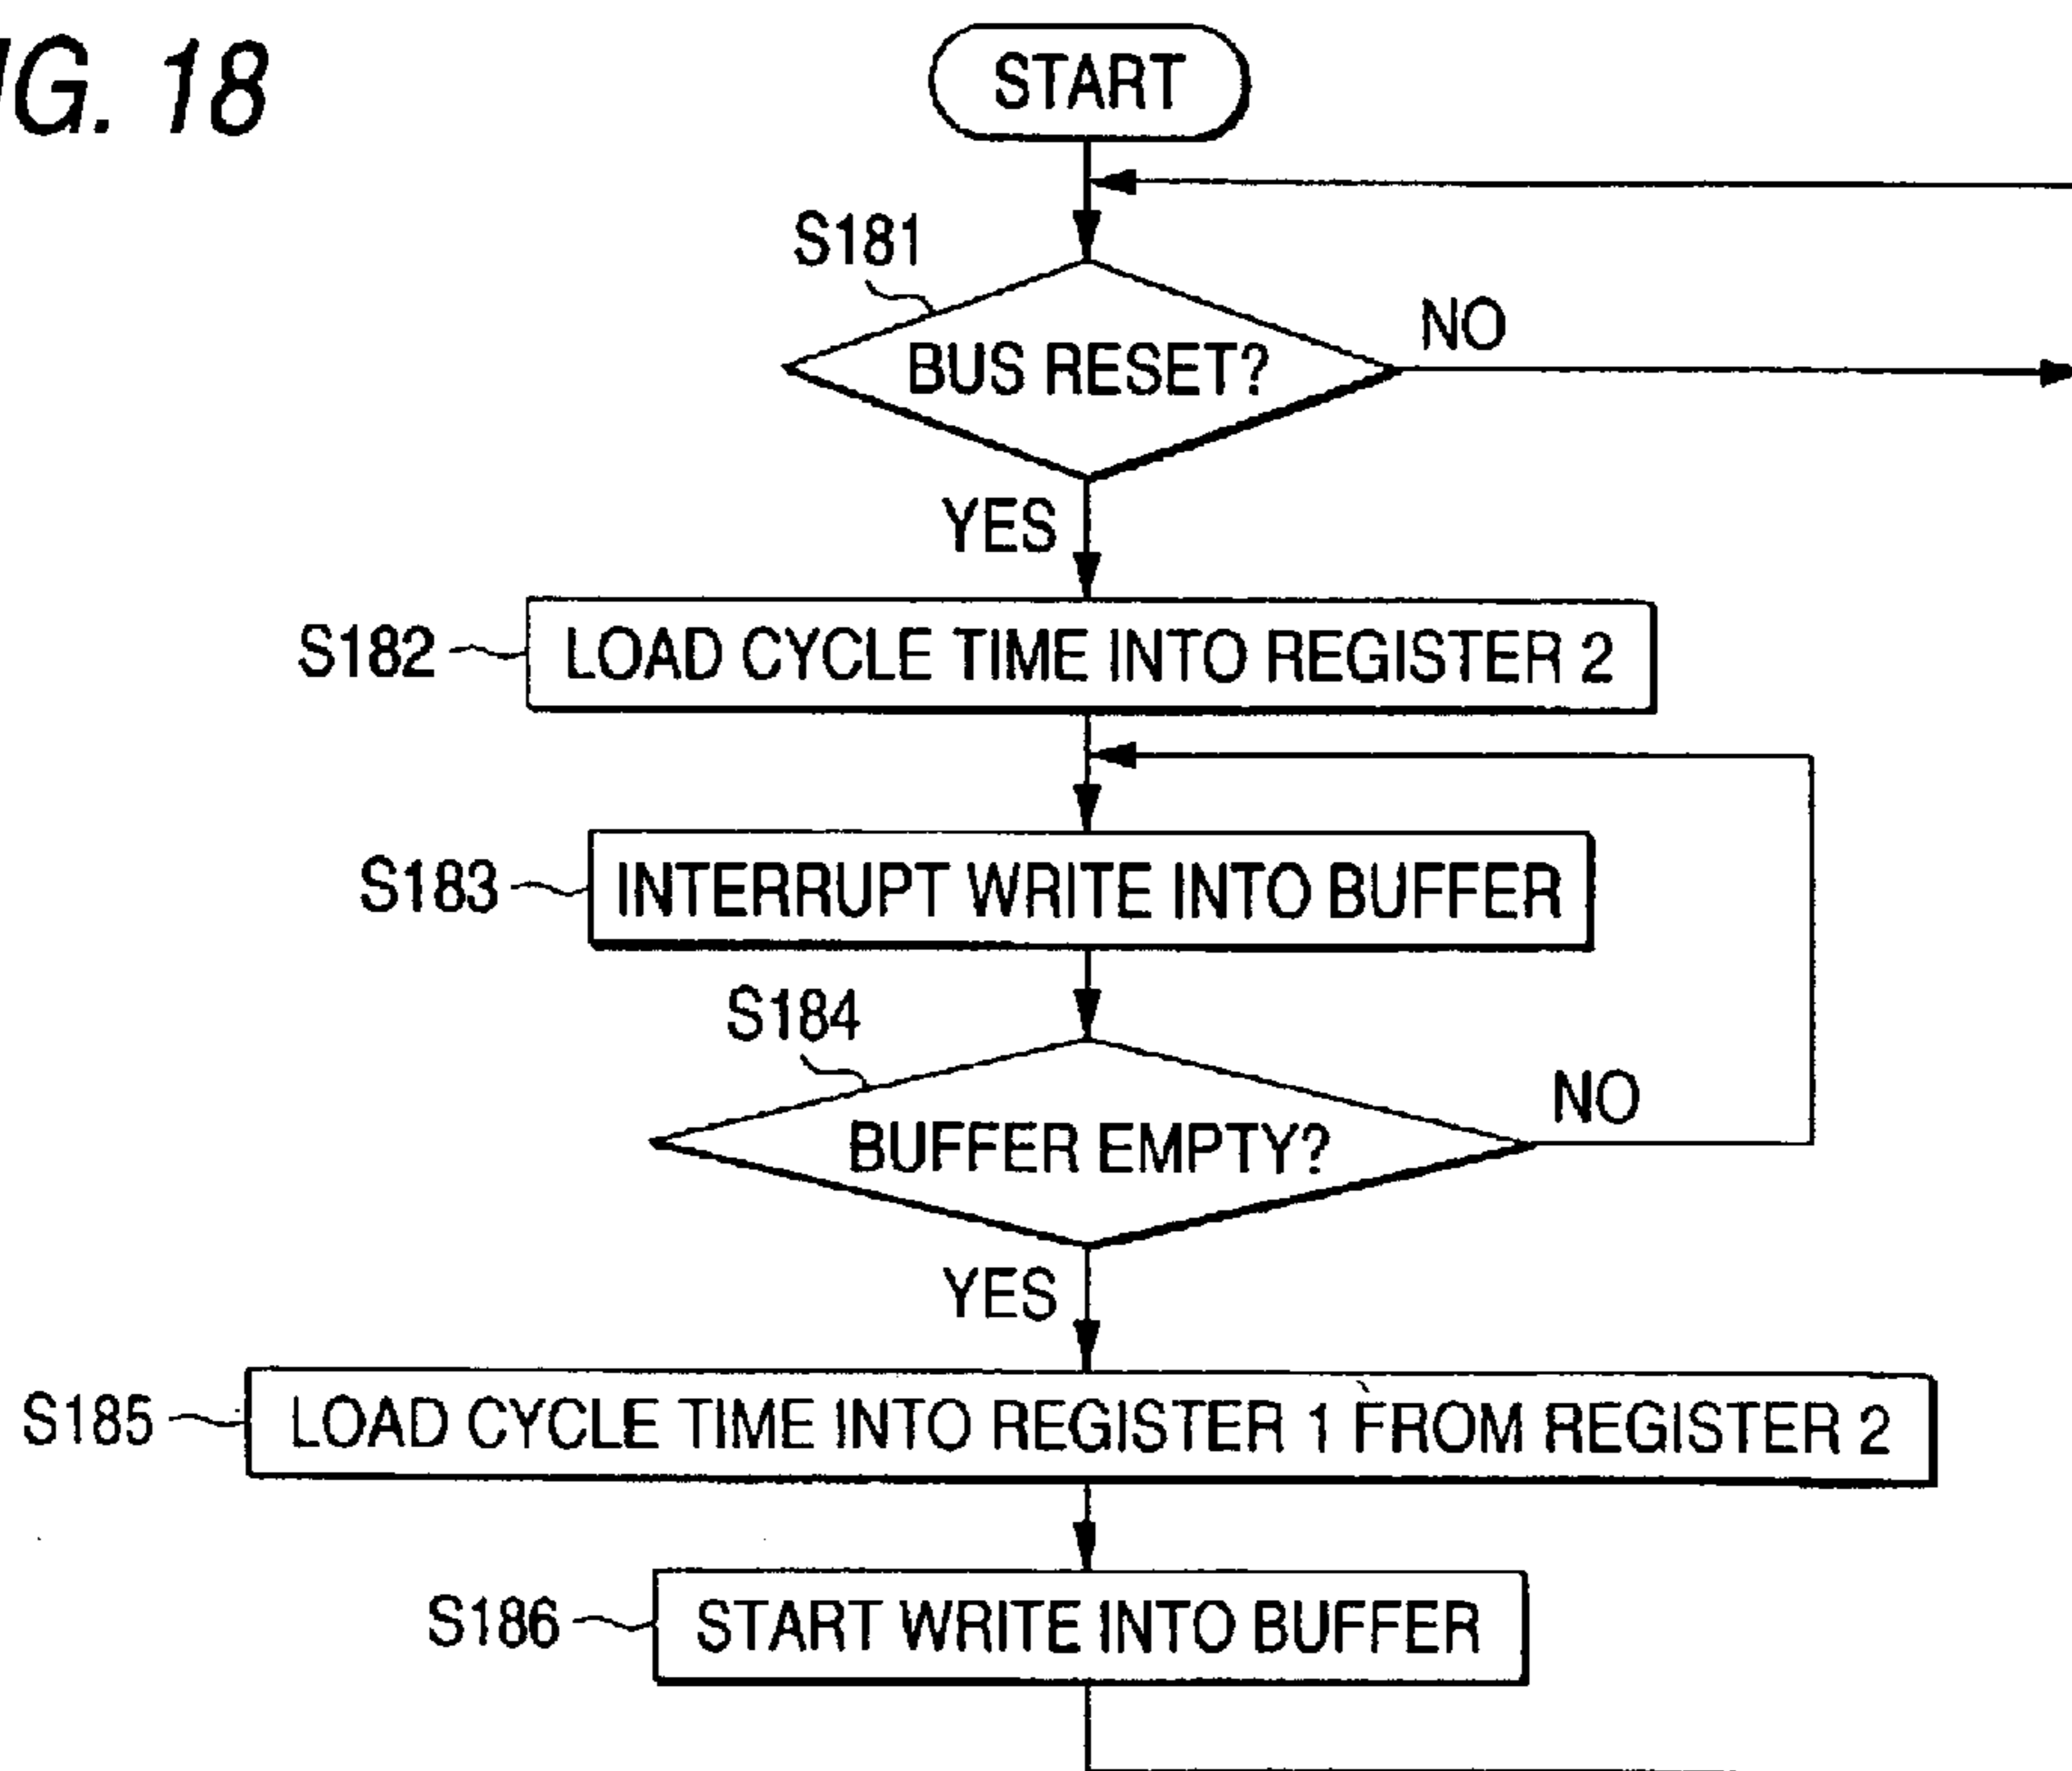 IG. 18
START
S181
BUS RESET?
NO
YES
S182
LOAD CYCLE TIME INTO REGISTER 2
S183
INTERRUPT WRITE INTO BUFFER
S184
BUFFER EMPTY?
NO
YES
S185
LOAD CYCLE TIME INTO REGISTER 1 FROM REGISTER 2
S186
START WRITE INTO BUFFER